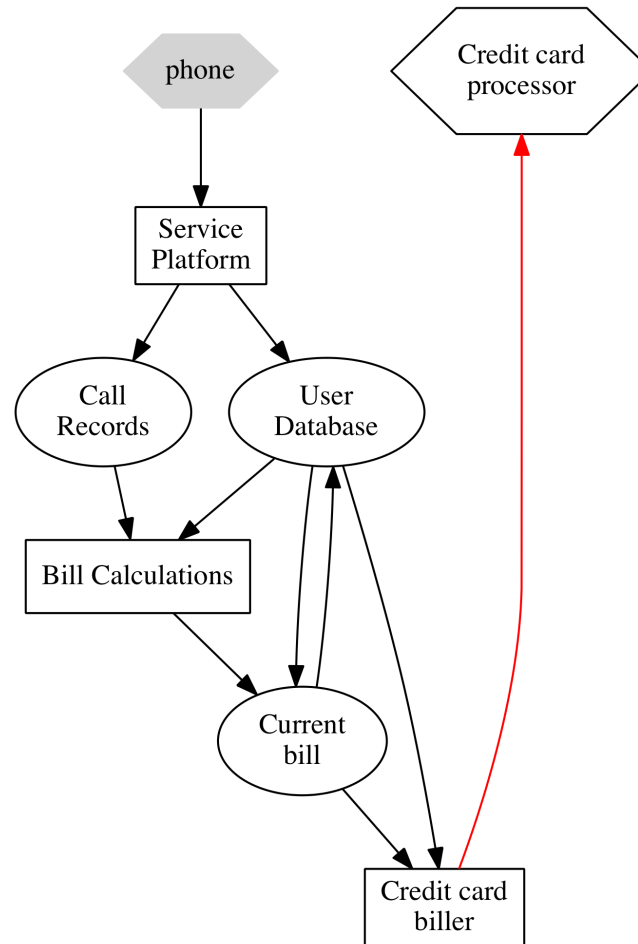 phone
Credit card
processor
Service
Platform
Call
Records
User
Database
Bill Calculations
Current
bill
Credit card
biller